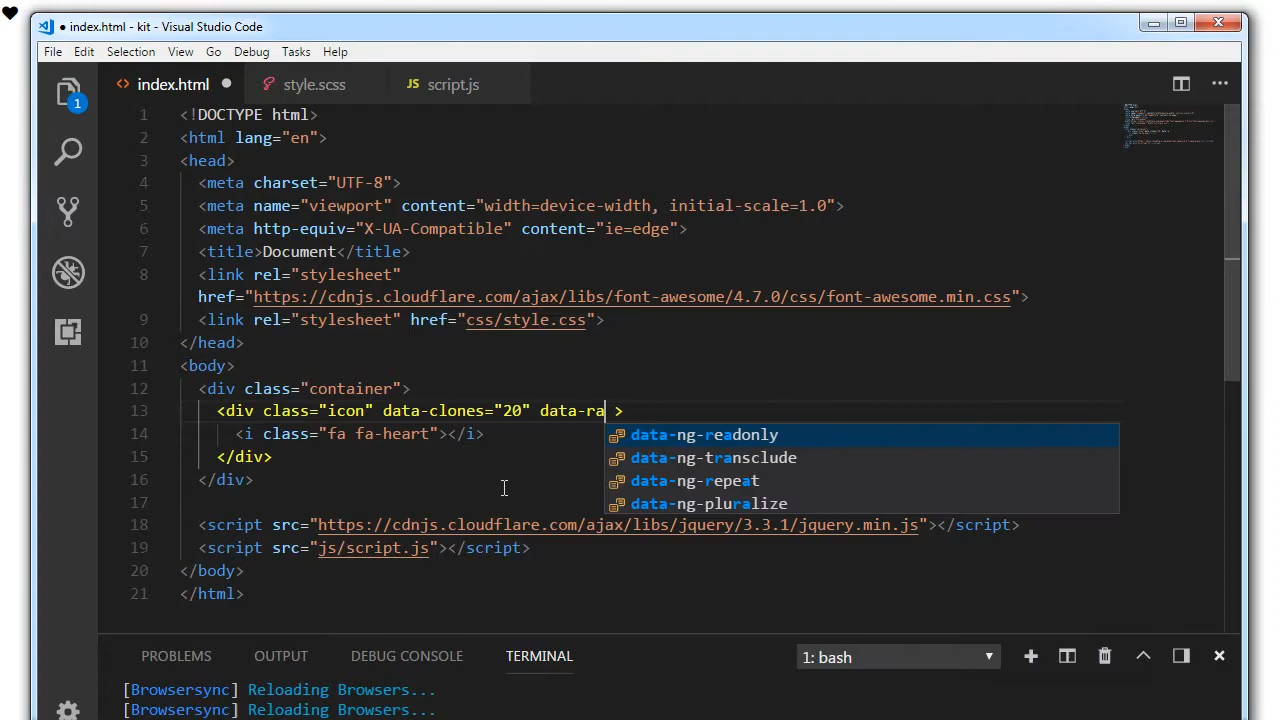 ● index.html - kit - Visual Studio Code
File Edit Selection View Go Debug Tasks Help
<> index.html ● style.scss JS script.js ···
1
1 <!DOCTYPE html>
2 <html lang="en">
3 <head>
4 <meta charset="UTF-8">
5 <meta name="viewport" content="width=device-width, initial-scale=1.0">
6 <meta http-equiv="X-UA-Compatible" content="ie=edge">
7 <title>Document</title>
8 <link rel="stylesheet"
href="https://cdnjs.cloudflare.com/ajax/libs/font-awesome/4.7.0/css/font-awesome.min.css">
9 <link rel="stylesheet" href="css/style.css">
10 </head>
11 <body>
12 <div class="container">
13 <div class="icon" data-clones="20" data-ra >
14 <i class="fa fa-heart"></i>
data-ng-readonly
15 </div>
data-ng-transclude
16 </div>
data-ng-repeat
17
data-ng-pluralize
18 <script src="https://cdnjs.cloudflare.com/ajax/libs/jquery/3.3.1/jquery.min.js"></script>
19 <script src="js/script.js"></script>
20 </body>
21 </html>
PROBLEMS OUTPUT DEBUG CONSOLE TERMINAL 1: bash
[Browsersync] Reloading Browsers...
[Browsersync] Reloading Browsers...